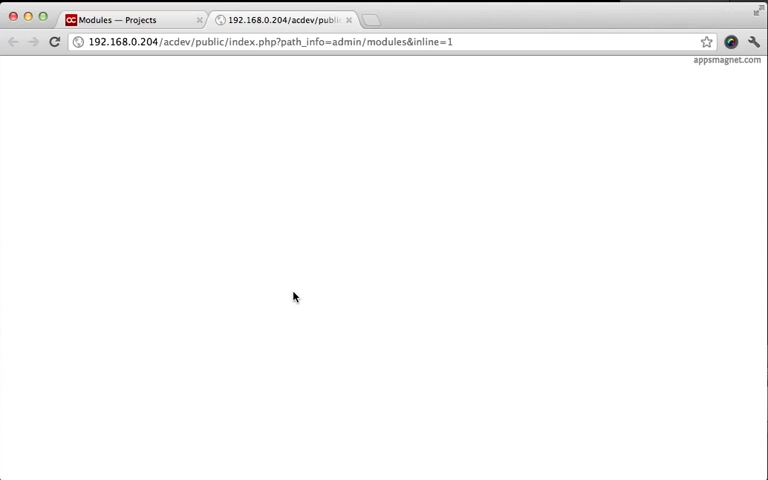 Modules — Projects
192.168.0.204/acdev/publi
192.168.0.204/acdev/public/index.php?path_info=admin/modules&inline=1
appsmagnet.com